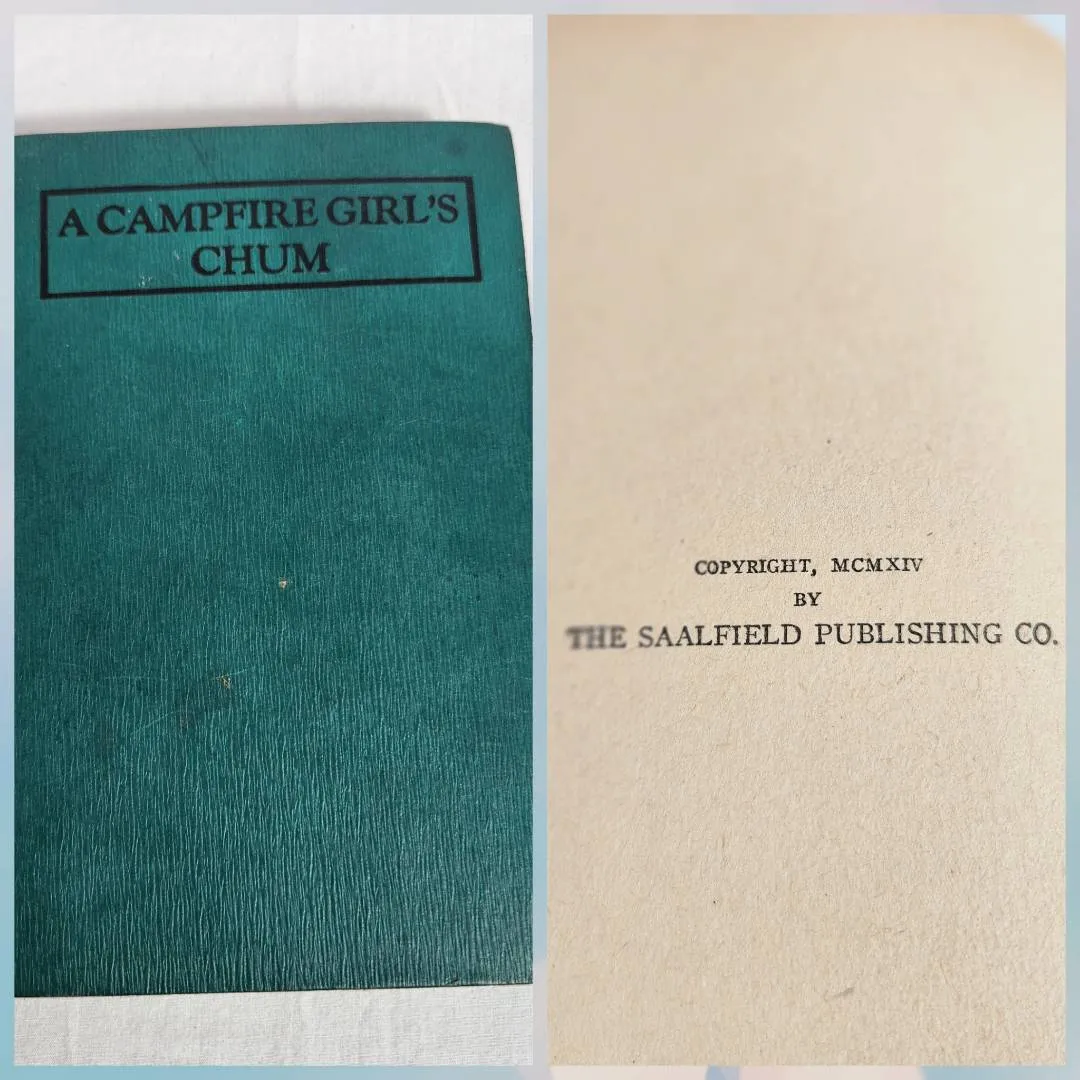 A CAMPFIRE GIRL'S
CHUM
COPYRIGHT, MCMXIV
BY
THE SAALFIELD PUBLISHING CO.